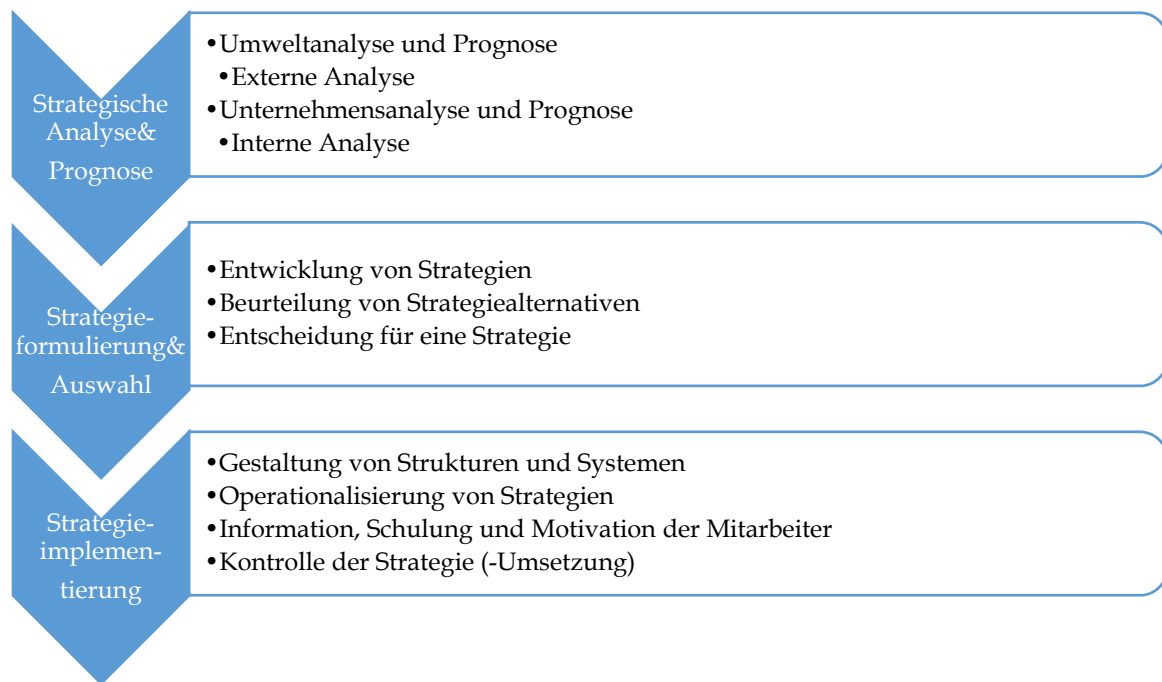 Strategische
Analyse&
Prognose
•Umweltanalyse und Prognose
•Externe Analyse
•Unternehmensanalyse und Prognose
•Interne Analyse
Strategie-
formulierung&
Auswahl
•Entwicklung von Strategien
•Beurteilung von Strategiealternativen
•Entscheidung für eine Strategie
Strategie-
implemen-
tierung
•Gestaltung von Strukturen und Systemen
•Operationalisierung von Strategien
•Information, Schulung und Motivation der Mitarbeiter
•Kontrolle der Strategie (-Umsetzung)